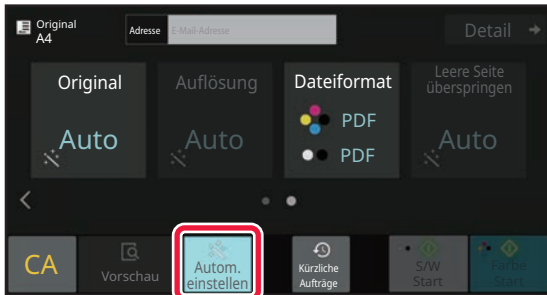 Original
A4
Adresse E-Mail-Adresse
Detail
Original
Auto
Auflösung
Auto
Dateiformat
PDF
PDF
Leere Seite
überspringen
Auto
CA
Vorschau
Autom.
einstellen
Kürzliche
Aufträge
S/W
Start
Farbe
Start